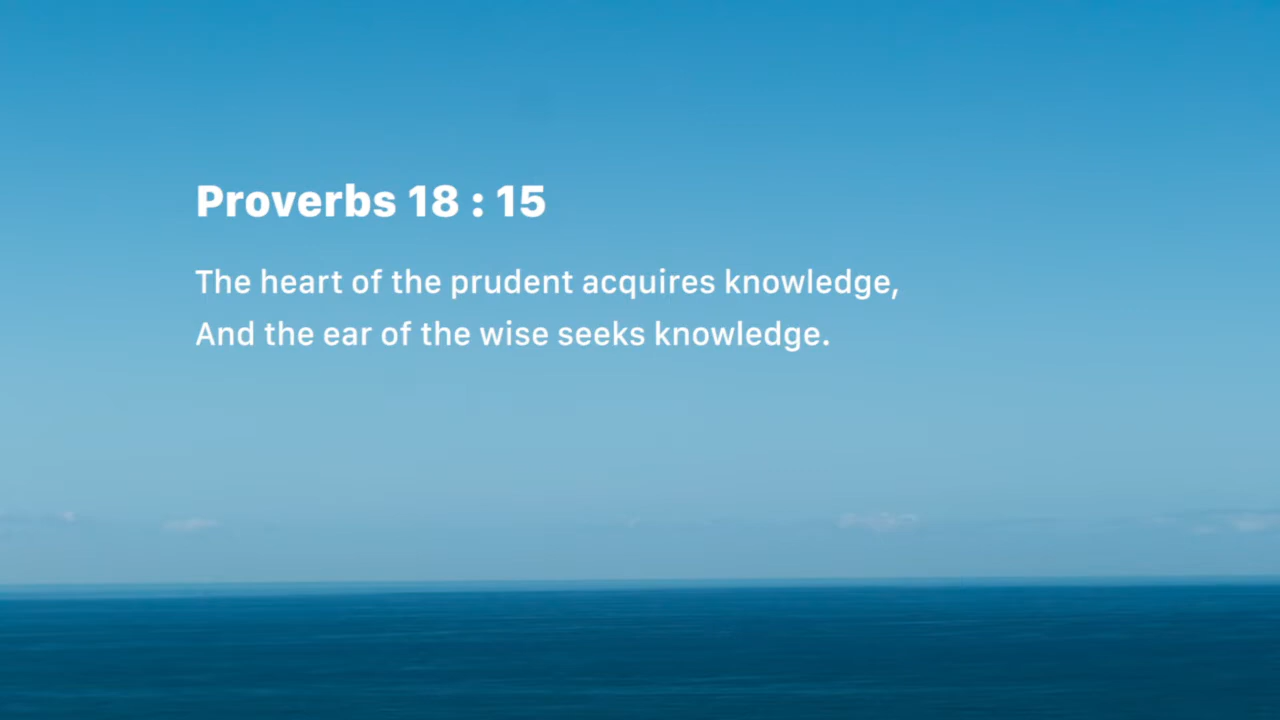 Proverbs 18 : 15
The heart of the prudent acquires knowledge,
And the ear of the wise seeks knowledge.